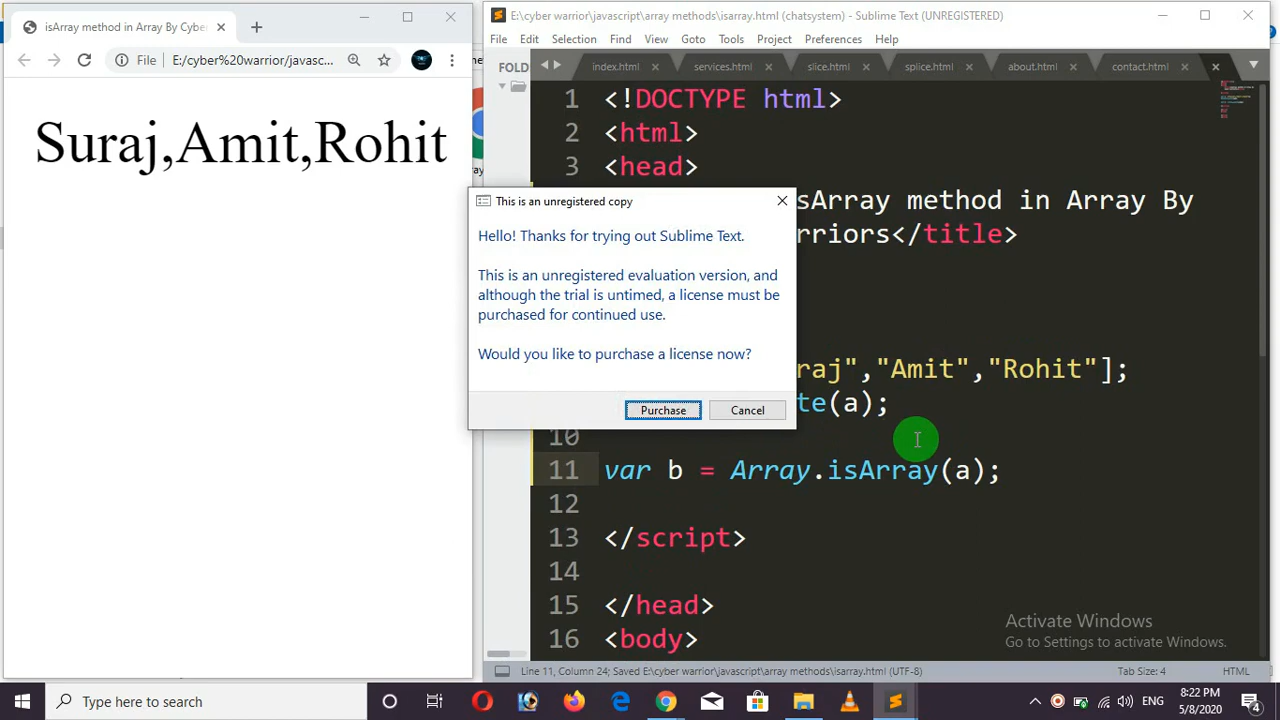 isArray method in Array By Cyber
File
E:/cyber%20warrior/javasc...
Suraj,Amit,Rohit
E:\cyber warrior\javascript\array methods\isarray.html (chatsystem) - Sublime Text (UNREGISTERED)
File Edit Selection Find View Goto Tools Project Preferences Help
FOLD
index.html services.html slice.html splice.html about.html contact.html
1 <!DOCTYPE html>
2 <html>
3 <head>
sArray method in Array By
rriors</title>
raj","Amit","Rohit"];
te(a);
10
11 var b = Array.isArray(a);
12
13 </script>
14
15 </head>
16 <body>
This is an unregistered copy
Hello! Thanks for trying out Sublime Text.
This is an unregistered evaluation version, and
although the trial is untimed, a license must be
purchased for continued use.
Would you like to purchase a license now?
Purchase Cancel
Activate Windows
Go to Settings to activate Windows.
Line 11, Column 24; Saved E:\cyber warrior\javascript\array methods\isarray.html (UTF-8)
Tab Size: 4
HTML
Type here to search
ENG
8:22 PM
5/8/2020
4